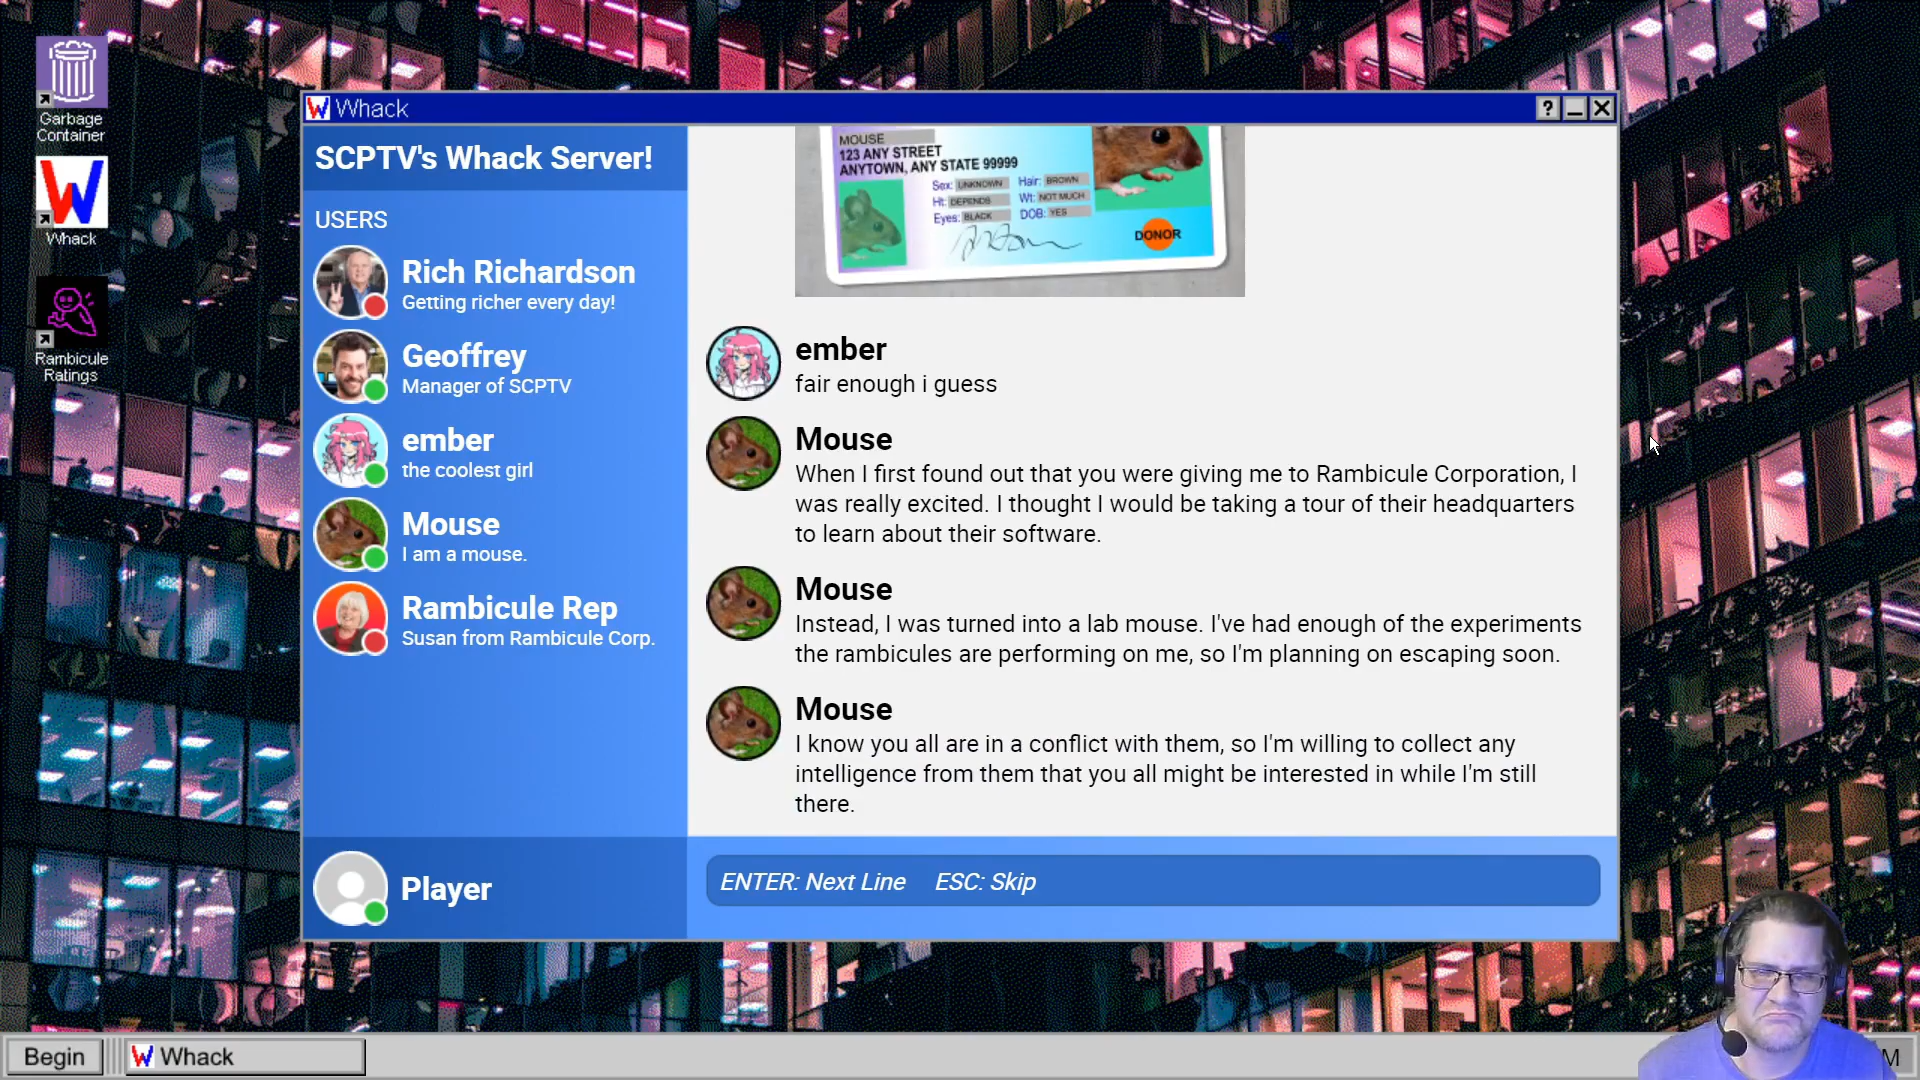 Garbage
Container
Whack
Rambicule
Ratings
Whack
SCPTV's Whack Server!
USERS
Rich Richardson
Getting richer every day!
Geoffrey
Manager of SCPTV
ember
the coolest girl
Mouse
I am a mouse.
Rambicule Rep
Susan from Rambicule Corp.
Player
MOUSE
123 ANY STREET
ANYTOWN, ANY STATE 99999
Sex: UNKNOWN Hair: BROWN
Ht: DEPENDS Wt: NOT MUCH
Eyes: BLACK DOB: YES
DONOR
ember
fair enough i guess
Mouse
When I first found out that you were giving me to Rambicule Corporation, I
was really excited. I thought I would be taking a tour of their headquarters
to learn about their software.
Mouse
Instead, I was turned into a lab mouse. I've had enough of the experiments
the rambicules are performing on me, so I'm planning on escaping soon.
Mouse
I know you all are in a conflict with them, so I'm willing to collect any
intelligence from them that you all might be interested in while I'm still
there.
ENTER: Next Line ESC: Skip
Begin
Whack